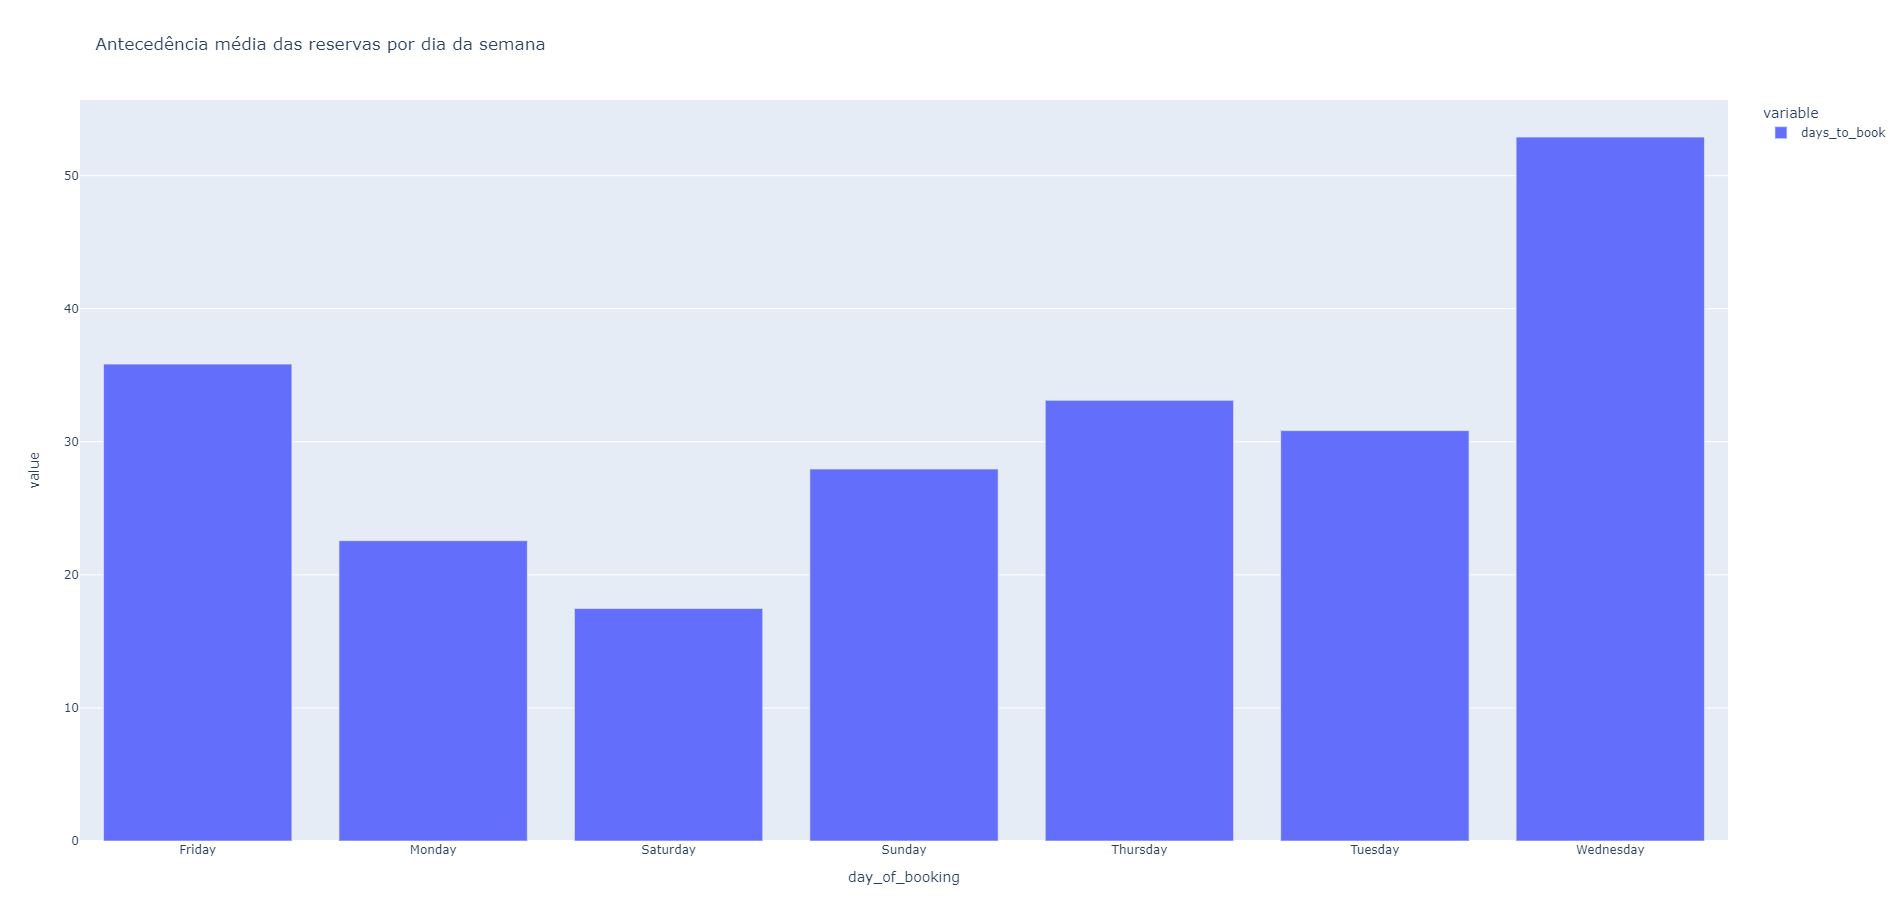 Antecedência média das reservas por dia da semana
variable
days_to_book
value
50
40
30
20
10
0
Friday
Monday
Saturday
Sunday
Thursday
Tuesday
Wednesday
day_of_booking